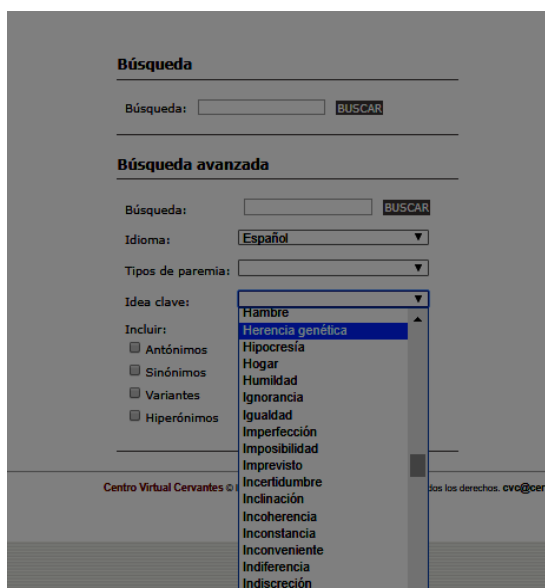 Búsqueda
Búsqueda: BUSCAR
Búsqueda avanzada
Búsqueda: BUSCAR
Idioma: Español
Tipos de paremia:
Idea clave:
Hambre
Incluir:
Herencia genética
Antónimos
Hipocresía
Hogar
Sinónimos
Humildad
Variantes
Ignorancia
Hiperónimos
Igualdad
Imperfección
Imposibilidad
Imprevisto
Incertidumbre
Centro Virtual Cervantes © los derechos. cvc@cer
Inclinación
Incoherencia
Inconstancia
Inconveniente
Indiferencia
Indiscreción